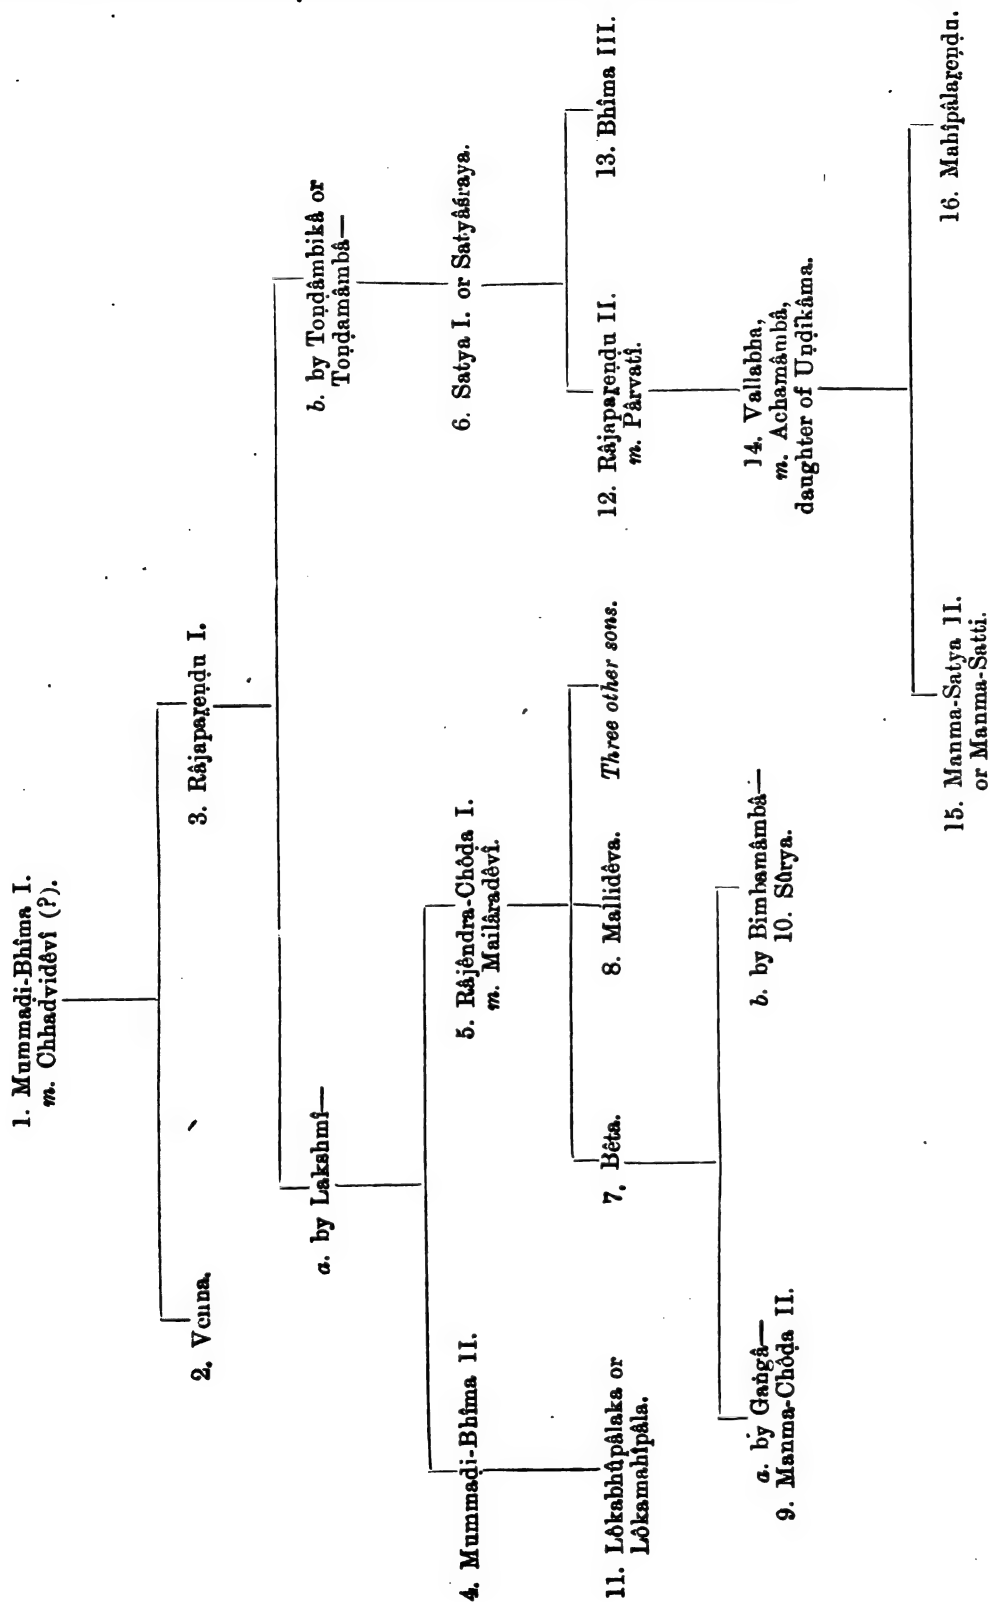 1. Mummaḍi-Bhîma I.
m. Chhadvidêvî (?).
2. Venna.
3. Râjapareṇḍu I.
a. by Lakshmî—
b. by Toṇḍâmbikâ or
Toṇḍamâmbâ—
4. Mummaḍi-Bhîma II.
5. Râjêndra-Chôḍa I.
m. Mailâradêvî.
6. Satya I. or Satyâśraya.
11. Lôkabhûpâlaka or
Lôkamahîpâla.
7. Bêta.
8. Mallidêva.
Three other sons.
12. Râjapareṇḍu II.
m. Pârvatî.
13. Bhîma III.
a. by Gaṅgâ—
9. Manma-Chôḍa II.
b. by Bimbamâmbâ—
10. Sûrya.
14. Vallabha,
m. Achamâmbâ,
daughter of Uṇḍikâma.
15. Manma-Satya II.
or Manma-Satti.
16. Mahîpâlareṇḍu.